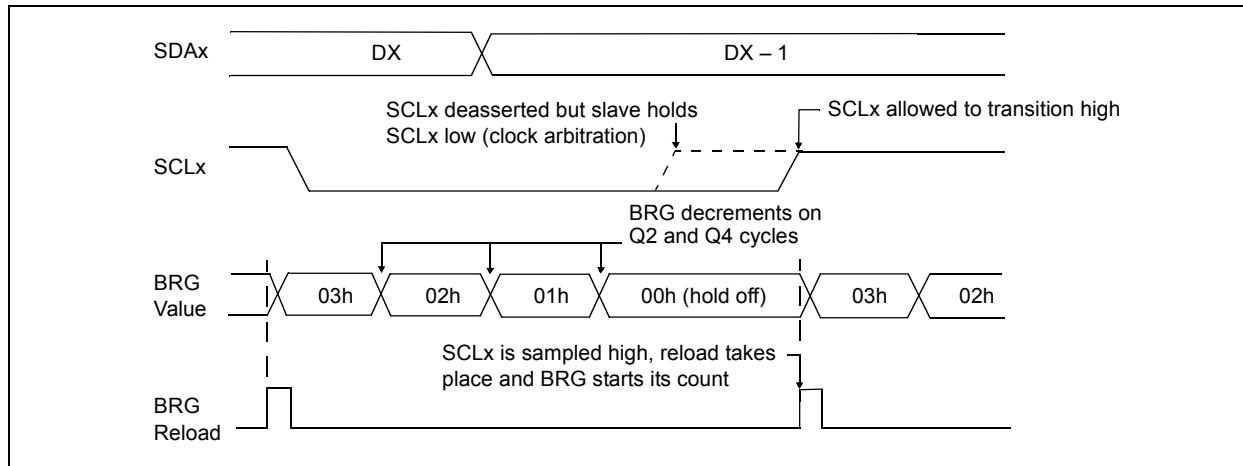 SDAx
DX
DX – 1
SCLx deasserted but slave holds
SCLx low (clock arbitration)
SCLx allowed to transition high
SCLx
BRG decrements on
Q2 and Q4 cycles
BRG
Value
03h
02h
01h
00h (hold off)
03h
02h
SCLx is sampled high, reload takes
place and BRG starts its count
BRG
Reload